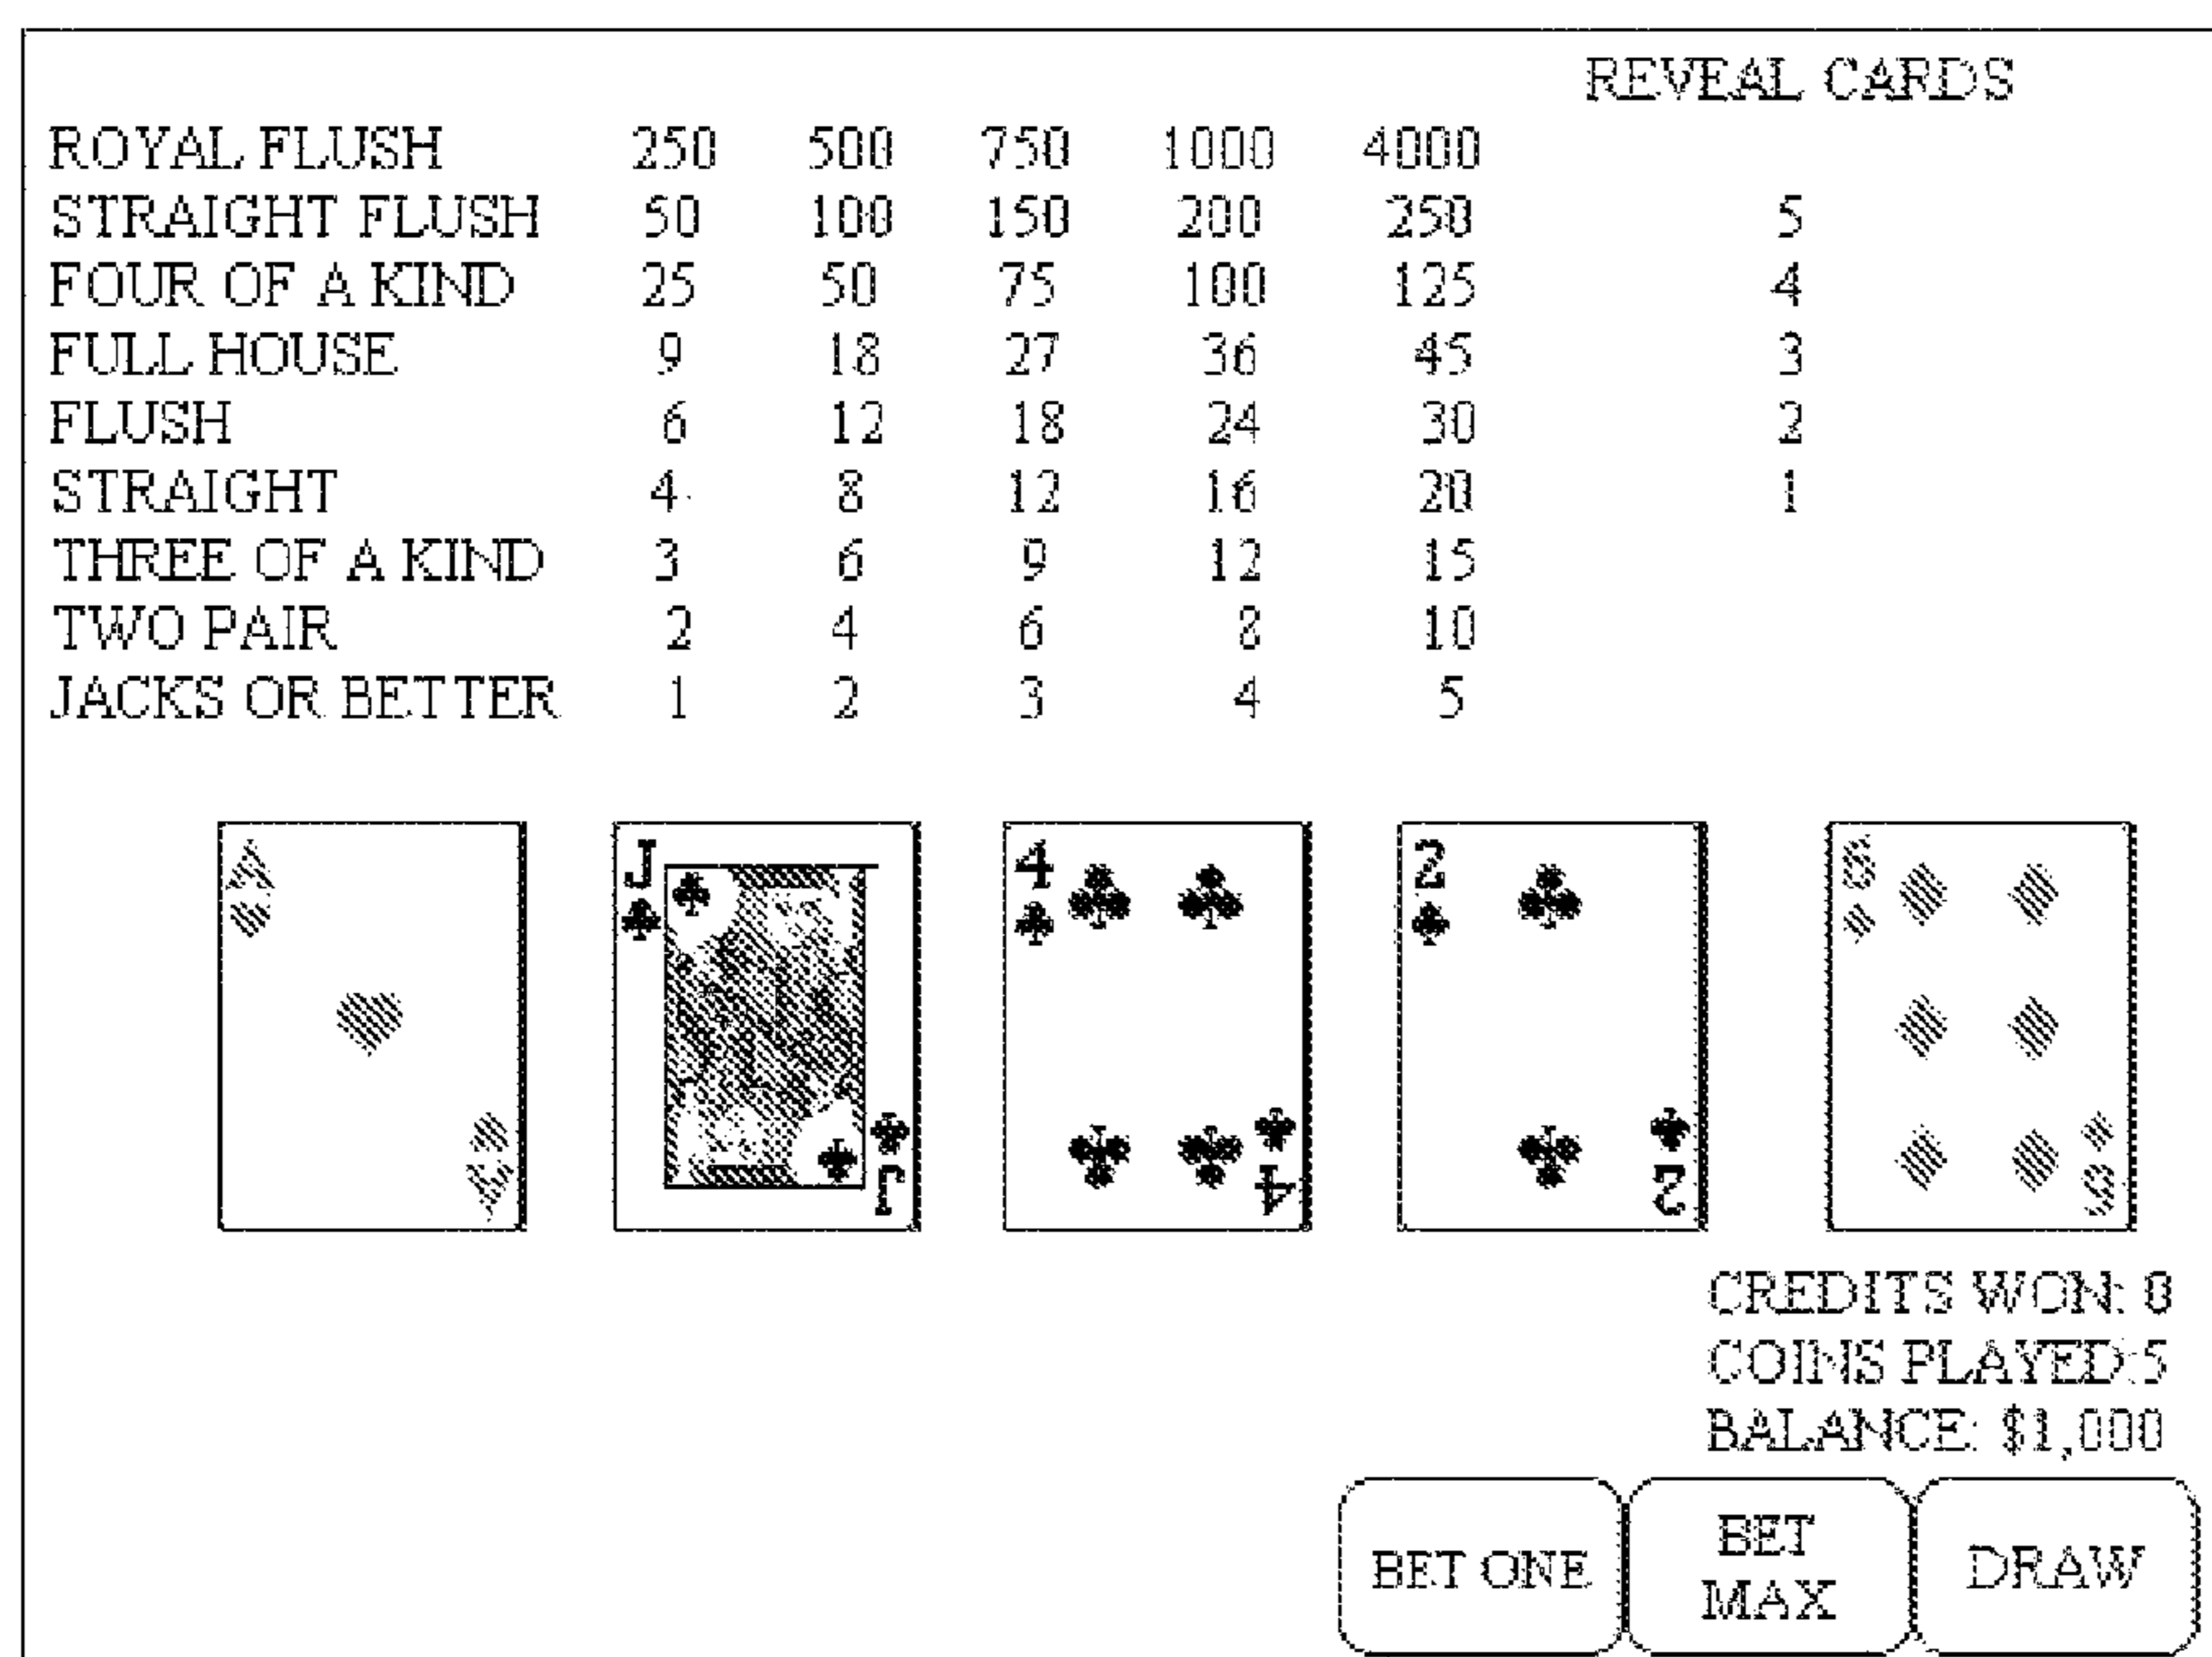 REVEAL CARDS
ROYAL FLUSH 250 500 750 1000 4000
STRAIGHT FLUSH 50 100 150 200 250 5
FOUR OF A KIND 25 50 75 100 125 4
FULL HOUSE 9 18 27 36 45 3
FLUSH 6 12 18 24 30 2
STRAIGHT 4 8 12 16 20 1
THREE OF A KIND 3 6 9 12 15
TWO PAIR 2 4 6 8 10
JACKS OR BETTER 1 2 3 4 5
A J 4 2 6
A J 4 2 6
CREDITS WON: 0
COINS PLAYED:5
BALANCE: $1,000
BET ONE
BET
MAX
DRAW